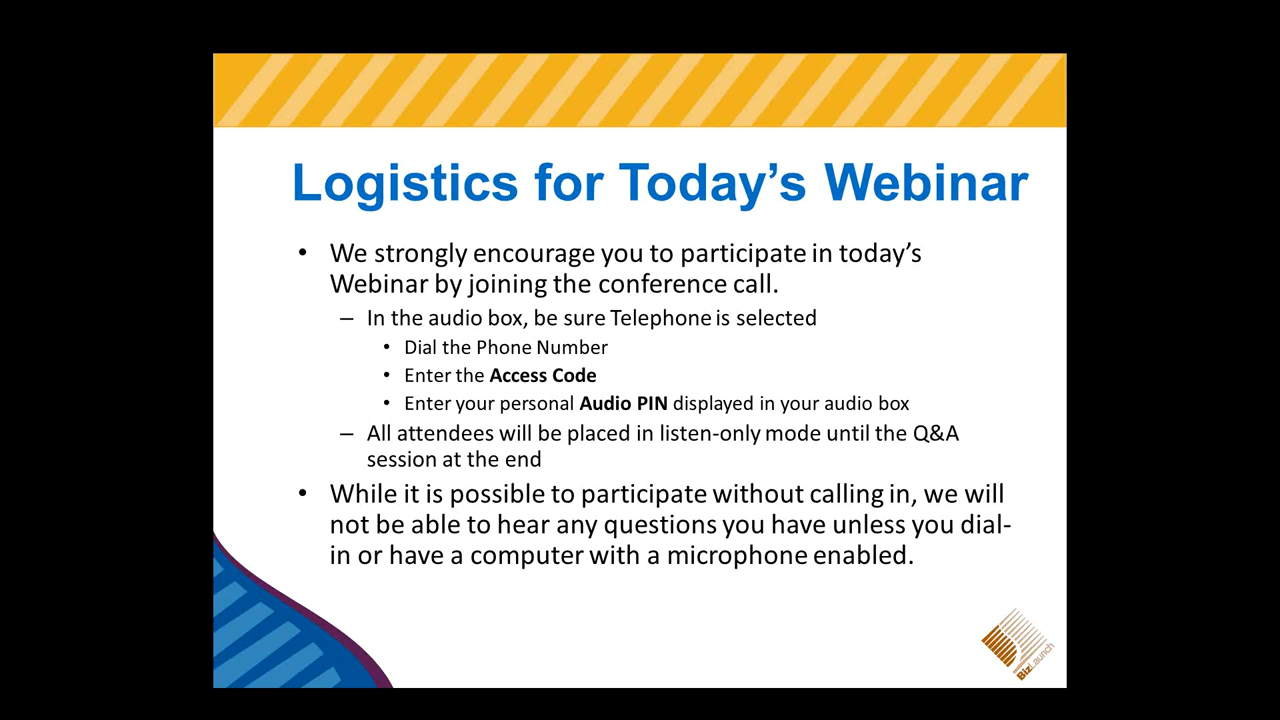 Logistics for Today’s Webinar
• We strongly encourage you to participate in today’s
Webinar by joining the conference call.
– In the audio box, be sure Telephone is selected
• Dial the Phone Number
• Enter the Access Code
• Enter your personal Audio PIN displayed in your audio box
– All attendees will be placed in listen-only mode until the Q&A
session at the end
• While it is possible to participate without calling in, we will
not be able to hear any questions you have unless you dial-
in or have a computer with a microphone enabled.
BizLaunch